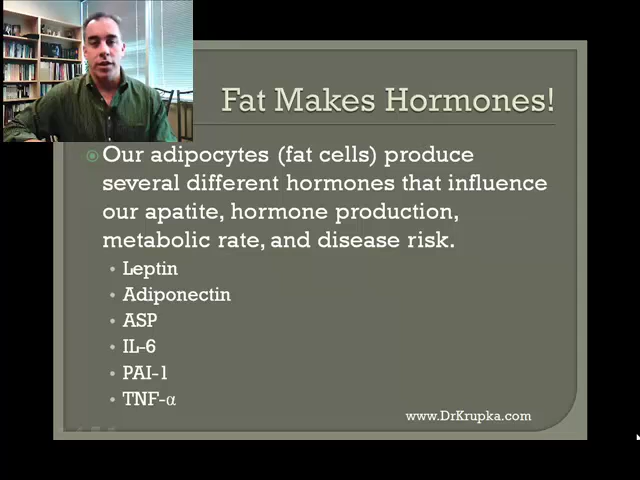 Fat Makes Hormones!
Our adipocytes (fat cells) produce
several different hormones that influence
our apatite, hormone production,
metabolic rate, and disease risk.
Leptin
Adiponectin
ASP
IL-6
PAI-1
TNF-α
www.DrKrupka.com